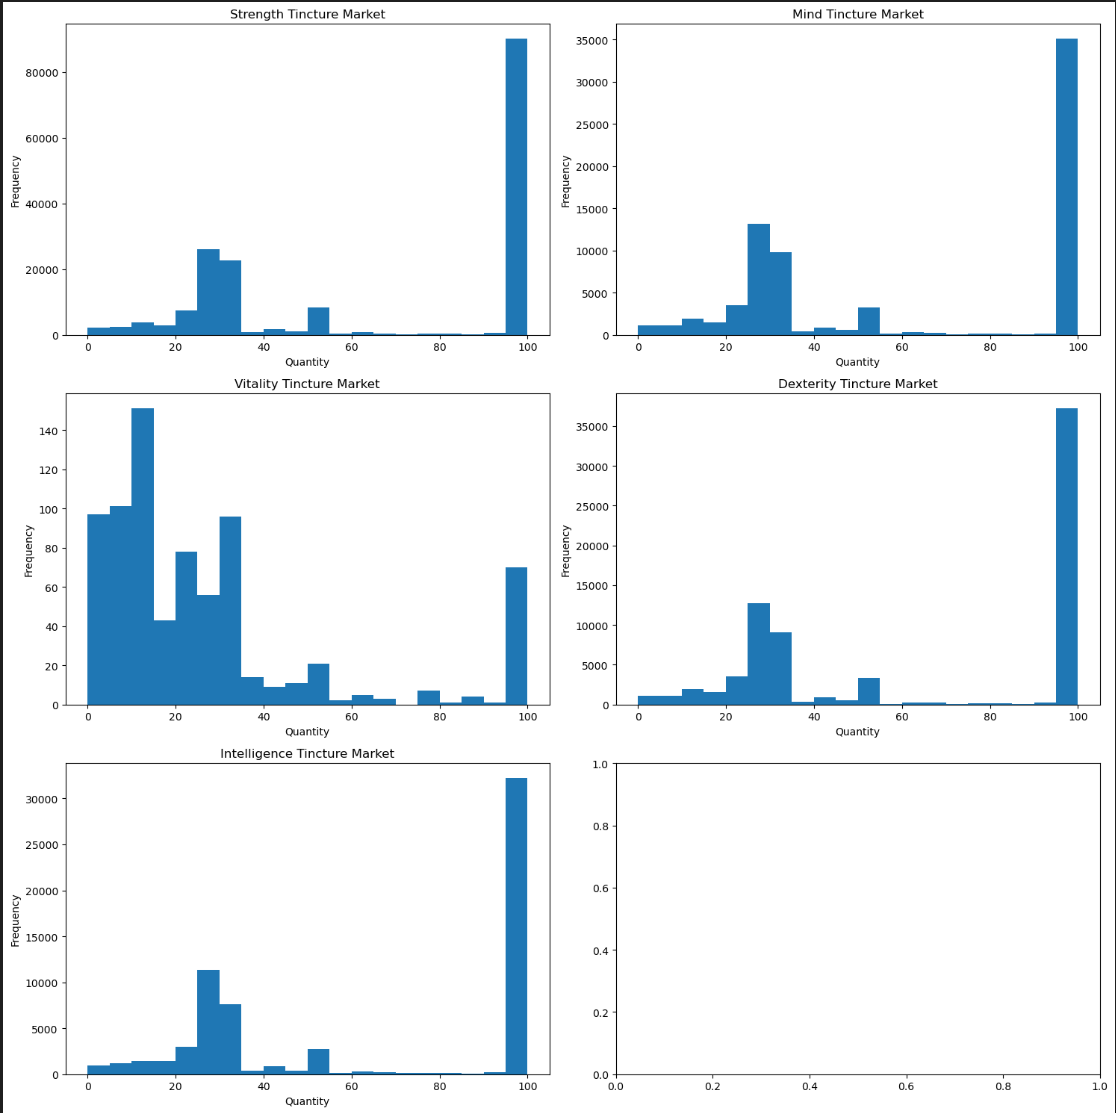 Strength Tincture Market
80000
60000
40000
20000
0
Frequency
0 20 40 60 80 100
Quantity
Mind Tincture Market
35000
30000
25000
20000
15000
10000
5000
0
Frequency
0 20 40 60 80 100
Quantity
Vitality Tincture Market
140
120
100
80
60
40
20
0
Frequency
0 20 40 60 80 100
Quantity
Dexterity Tincture Market
35000
30000
25000
20000
15000
10000
5000
0
Frequency
0 20 40 60 80 100
Quantity
Intelligence Tincture Market
30000
25000
20000
15000
10000
5000
0
Frequency
0 20 40 60 80 100
Quantity
1.0
0.8
0.6
0.4
0.2
0.0
0.0 0.2 0.4 0.6 0.8 1.0